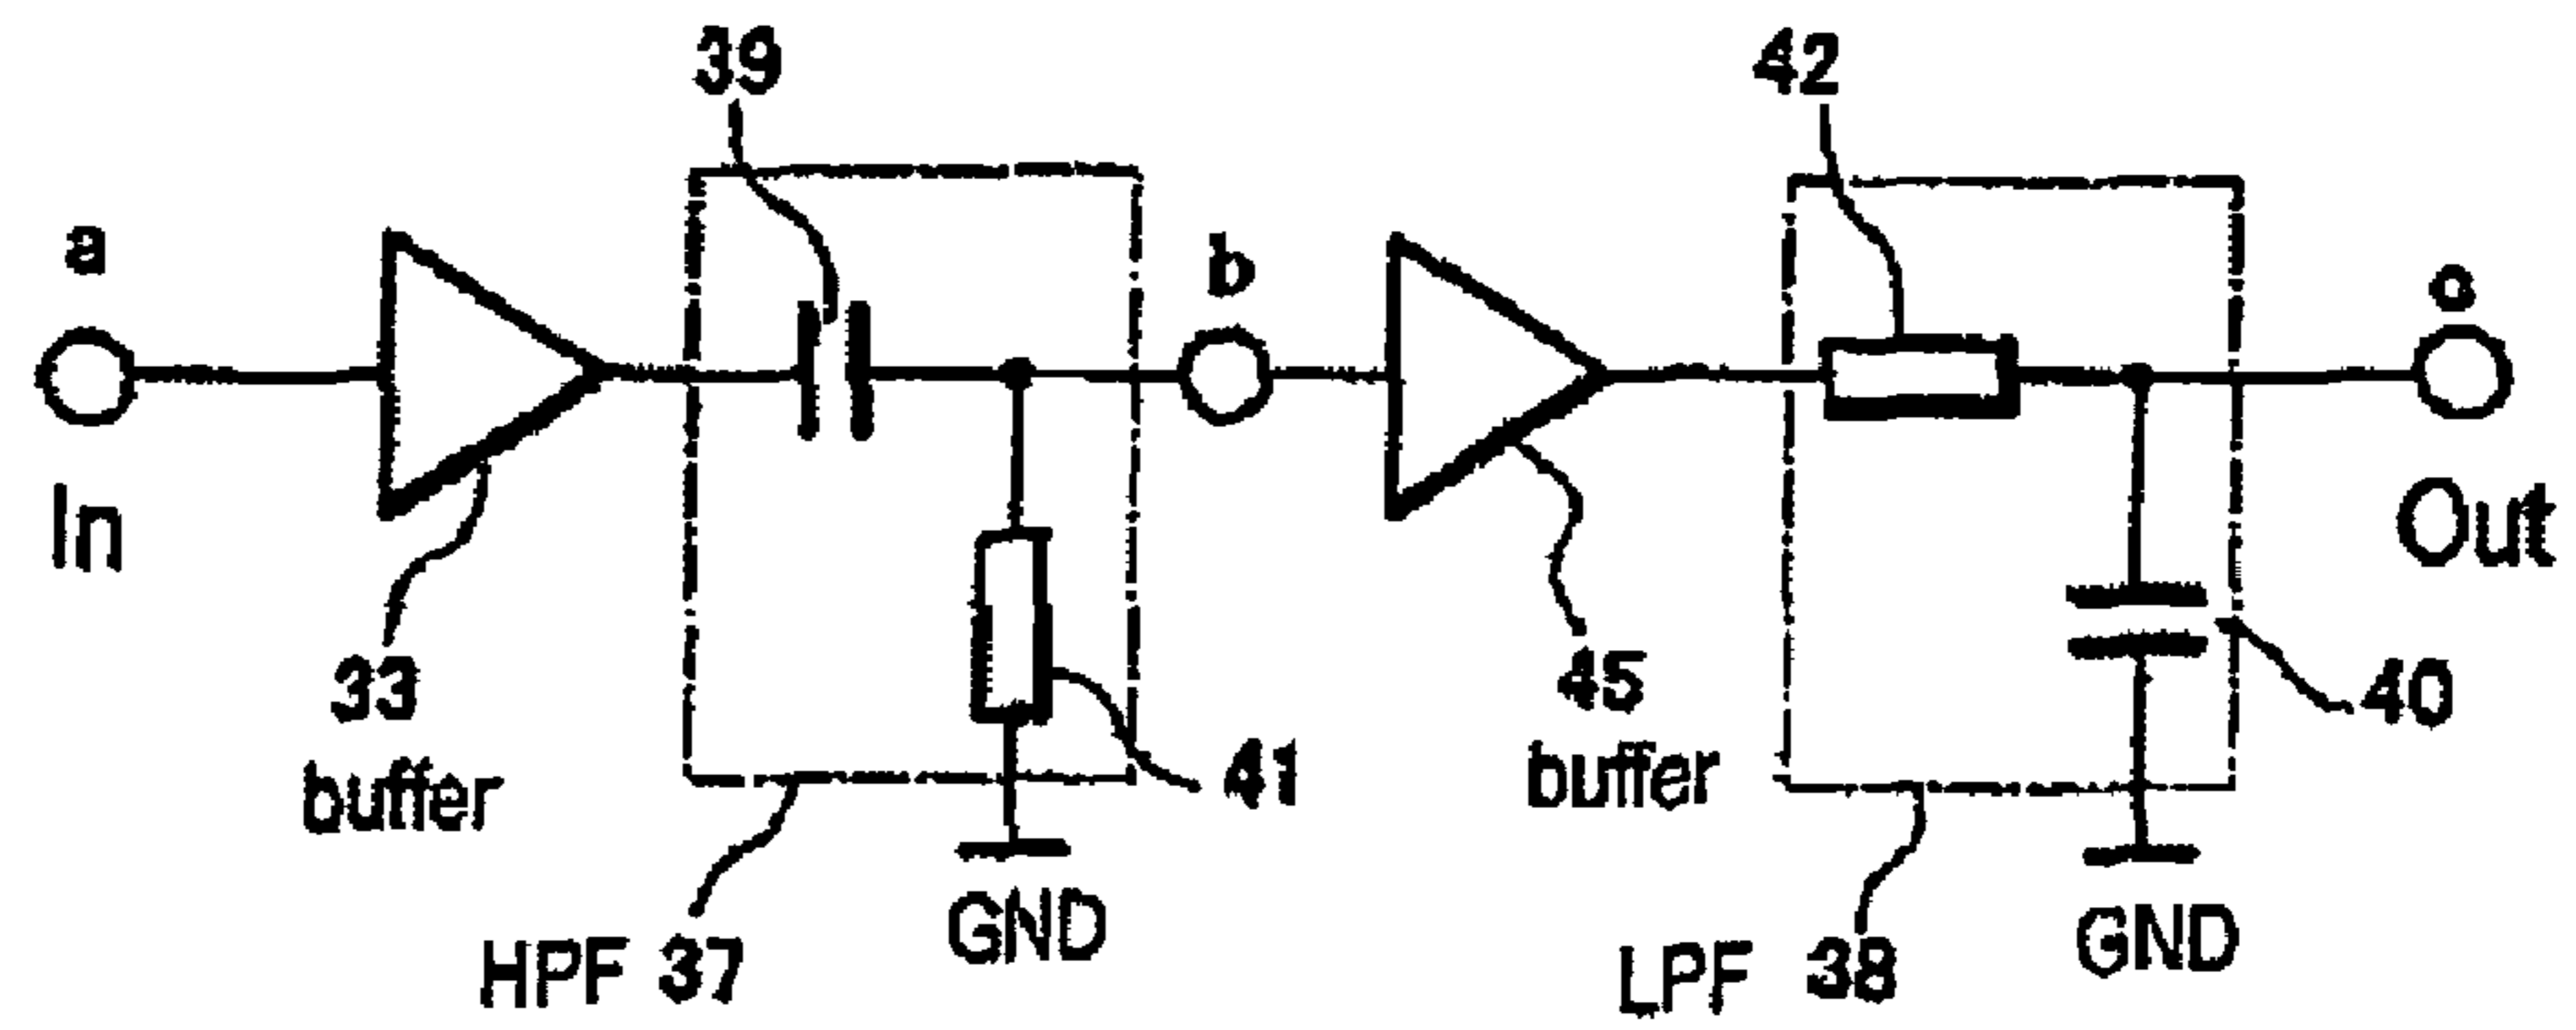 39
42
a
b
c
In
Out
33
buffer
45
buffer
40
41
GND
GND
HPF 37
LPF 38